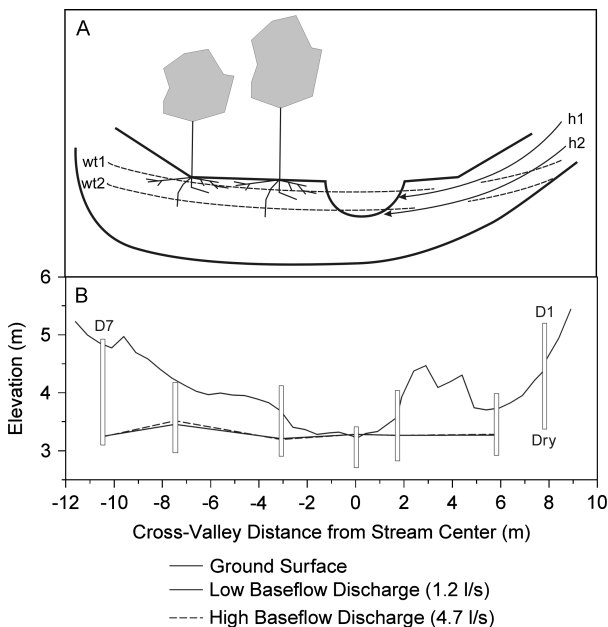 A
h1
h2
wt1
wt2
6
B
D7
D1
5
Elevation (m)
4
Dry
3
-12 -10 -8 -6 -4 -2 0 2 4 6 8 10
Cross-Valley Distance from Stream Center (m)
Ground Surface
Low Baseflow Discharge (1.2 l/s)
High Baseflow Discharge (4.7 l/s)